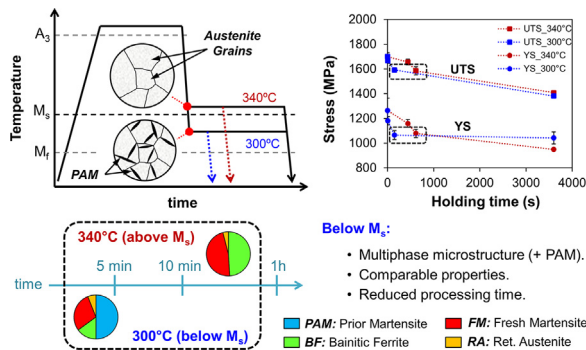 Temperature
A3
Ms
Mf
Austenite
Grains
340ºC
300ºC
PAM
time
Stress (MPa)
1800
1600
1400
1200
1000
800
0 1000 2000 3000 4000
Holding time (s)
UTS_340°C
UTS_300°C
YS_340°C
YS_300°C
UTS
YS
340°C (above Ms)
time
5 min
10 min
1h
300°C (below Ms)
Below Ms:
• Multiphase microstructure (+ PAM).
• Comparable properties.
• Reduced processing time.
PAM: Prior Martensite
FM: Fresh Martensite
BF: Bainitic Ferrite
RA: Ret. Austenite